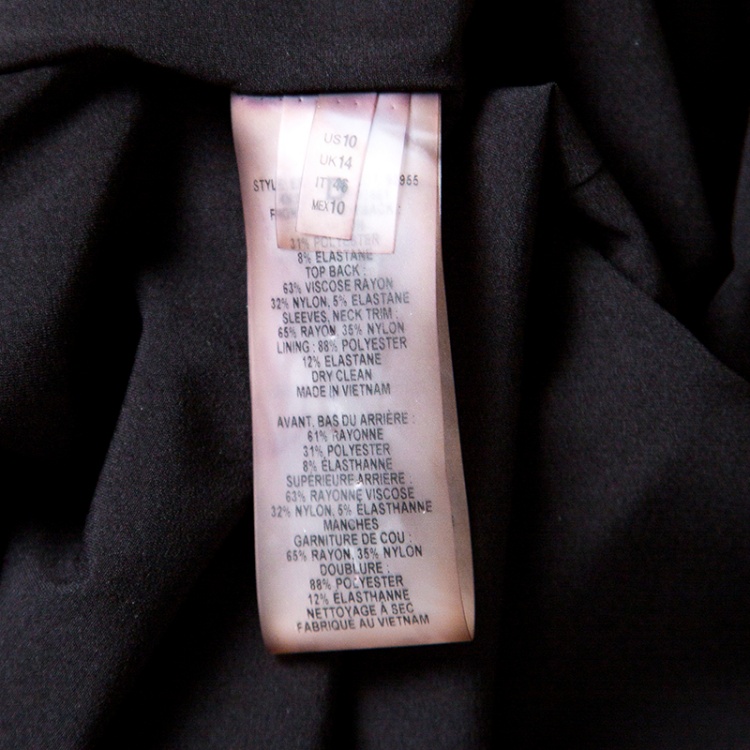 US10
UK14
IT 46
MEX10
955
31% POLYESTER
8% ELASTANE
TOP BACK :
63% VISCOSE RAYON
32% NYLON, 5% ELASTANE
SLEEVES, NECK TRIM :
65% RAYON, 35% NYLON
LINING : 88% POLYESTER
12% ELASTANE
DRY CLEAN
MADE IN VIETNAM
AVANT, BAS DU ARRIÈRE :
61% RAYONNE
31% POLYESTER
8% ÉLASTHANNE
SUPÉRIEURE ARRIÈRE :
63% RAYONNE VISCOSE
32% NYLON, 5% ÉLASTHANNE
MANCHES
GARNITURE DE COU :
65% RAYON, 35% NYLON
DOUBLURE :
88% POLYESTER
12% ÉLASTHANNE
NETTOYAGE À SEC
FABRIQUÉ AU VIETNAM